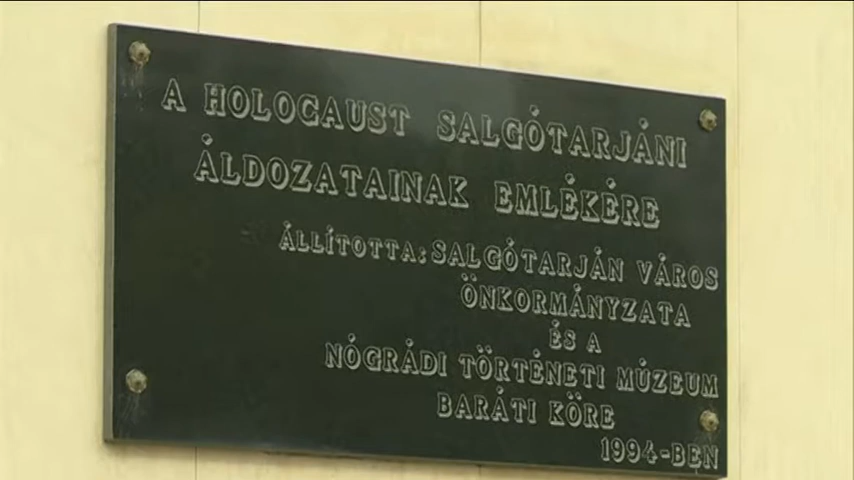 A HOLOCAUST SALGÓTARJÁNI
ÁLDOZATAINAK EMLÉKÉRE
ÁLLÍTOTTA: SALGÓTARJÁN VÁROS
ÖNKORMÁNYZATA
ÉS A
NÓGRÁDI TÖRTÉNETI MÚZEUM
BARÁTI KÖRE
1994-BEN